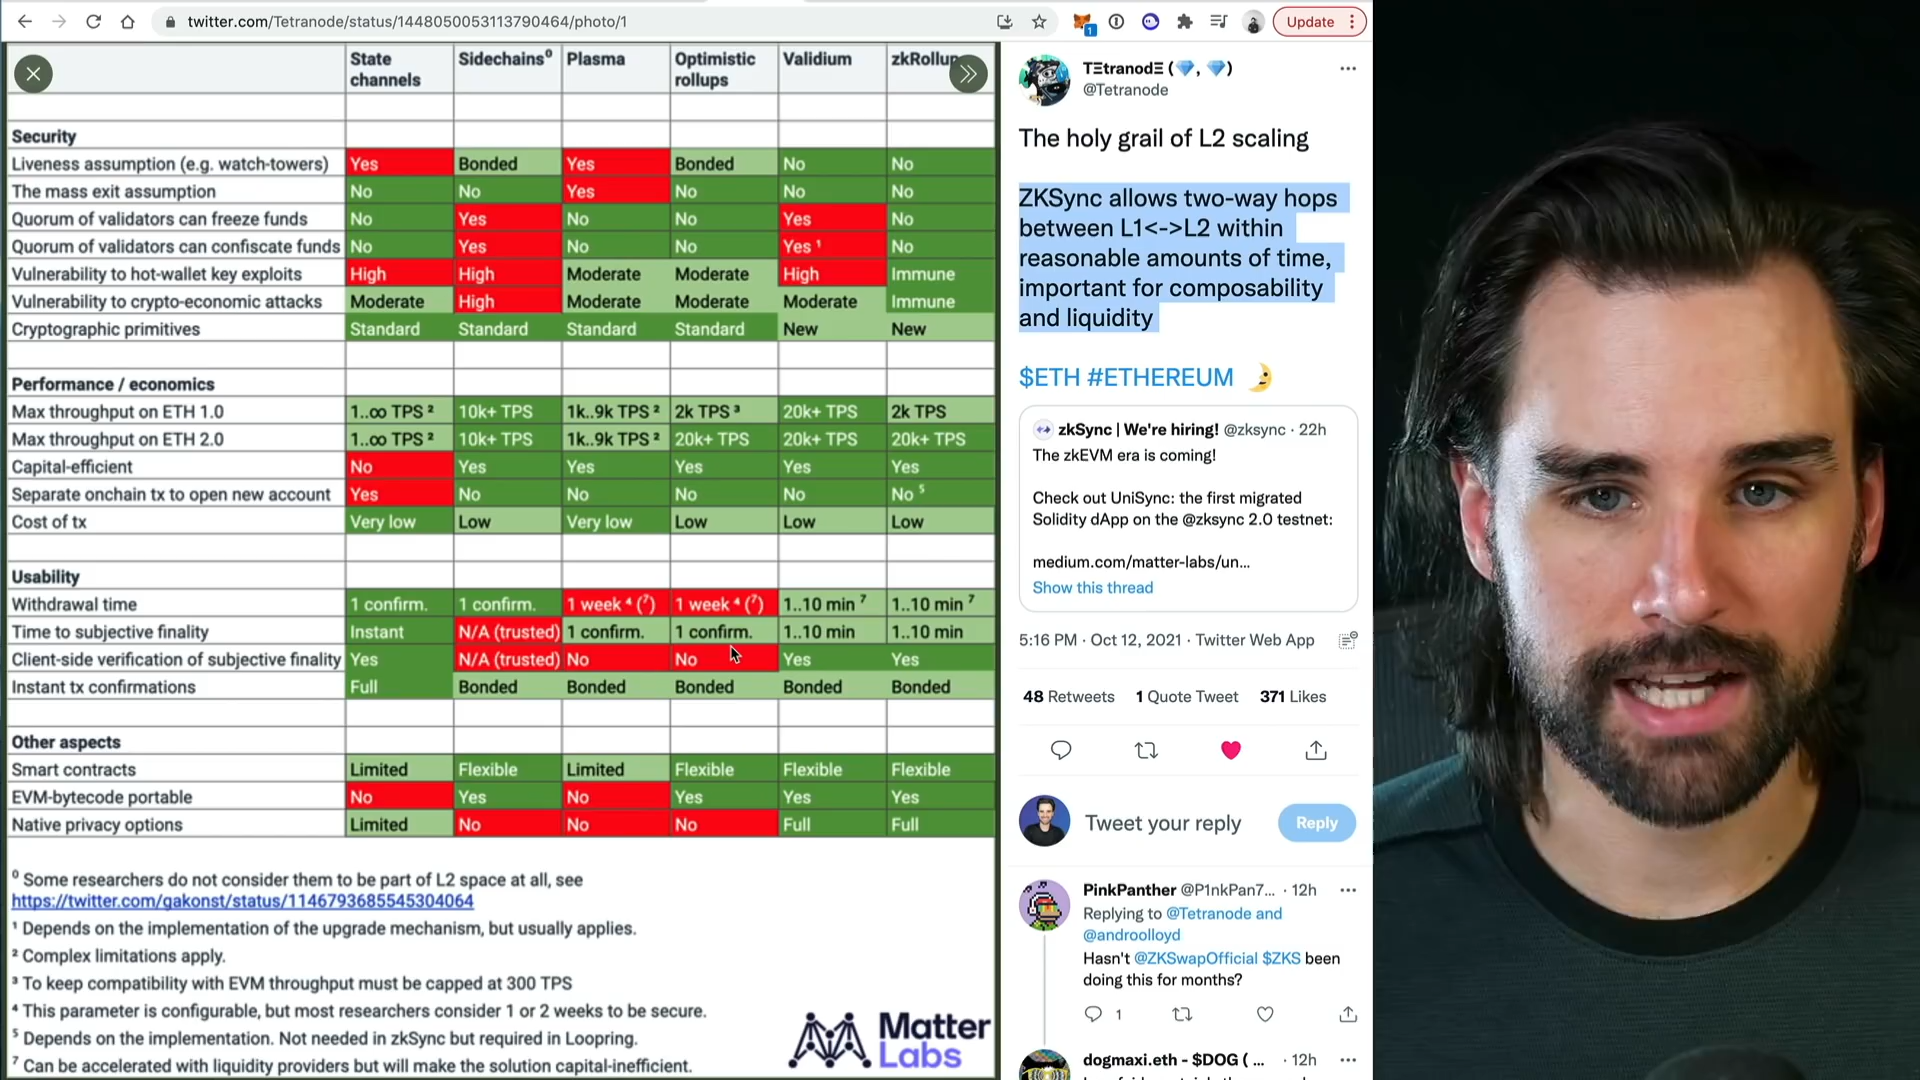 twitter.com/Tetranode/status/1448050053113790464/photo/1
1
Update
State channels Sidechains⁰ Plasma Optimistic rollups Validium zkRollup
Security
Liveness assumption (e.g. watch-towers) Yes Bonded Yes Bonded No No
The mass exit assumption No No Yes No No No
Quorum of validators can freeze funds No Yes No No Yes No
Quorum of validators can confiscate funds No Yes No No Yes ¹ No
Vulnerability to hot-wallet key exploits High High Moderate Moderate High Immune
Vulnerability to crypto-economic attacks Moderate High Moderate Moderate Moderate Immune
Cryptographic primitives Standard Standard Standard Standard New New
Performance / economics
Max throughput on ETH 1.0 1..∞ TPS ² 10k+ TPS 1k..9k TPS ² 2k TPS ³ 20k+ TPS 2k TPS
Max throughput on ETH 2.0 1..∞ TPS ² 10k+ TPS 1k..9k TPS ² 20k+ TPS 20k+ TPS 20k+ TPS
Capital-efficient No Yes Yes Yes Yes Yes
Separate onchain tx to open new account Yes No No No No No ⁵
Cost of tx Very low Low Very low Low Low Low
Usability
Withdrawal time 1 confirm. 1 confirm. 1 week ⁴ (⁷) 1 week ⁴ (⁷) 1..10 min ⁷ 1..10 min ⁷
Time to subjective finality Instant N/A (trusted) 1 confirm. 1 confirm. 1..10 min 1..10 min
Client-side verification of subjective finality Yes N/A (trusted) No No Yes Yes
Instant tx confirmations Full Bonded Bonded Bonded Bonded Bonded
Other aspects
Smart contracts Limited Flexible Limited Flexible Flexible Flexible
EVM-bytecode portable No Yes No Yes Yes Yes
Native privacy options Limited No No No Full Full
⁰ Some researchers do not consider them to be part of L2 space at all, see
https://twitter.com/gakonst/status/1146793685545304064
¹ Depends on the implementation of the upgrade mechanism, but usually applies.
² Complex limitations apply.
³ To keep compatibility with EVM throughput must be capped at 300 TPS
⁴ This parameter is configurable, but most researchers consider 1 or 2 weeks to be secure.
⁵ Depends on the implementation. Not needed in zkSync but required in Loopring.
⁷ Can be accelerated with liquidity providers but will make the solution capital-inefficient.
Matter
Labs
TΞtranodΞ (💎, 💎)
@Tetranode
The holy grail of L2 scaling
ZKSync allows two-way hops
between L1<->L2 within
reasonable amounts of time,
important for composability
and liquidity
$ETH #ETHEREUM 🌛
zkSync | We're hiring! @zksync · 22h
The zkEVM era is coming!
Check out UniSync: the first migrated
Solidity dApp on the @zksync 2.0 testnet:
medium.com/matter-labs/un...
Show this thread
5:16 PM · Oct 12, 2021 · Twitter Web App
48 Retweets 1 Quote Tweet 371 Likes
Tweet your reply
Reply
PinkPanther @P1nkPan7... · 12h
Replying to @Tetranode and
@androolloyd
Hasn't @ZKSwapOfficial $ZKS been
doing this for months?
1
dogmaxi.eth - $DOG ( ... · 12h